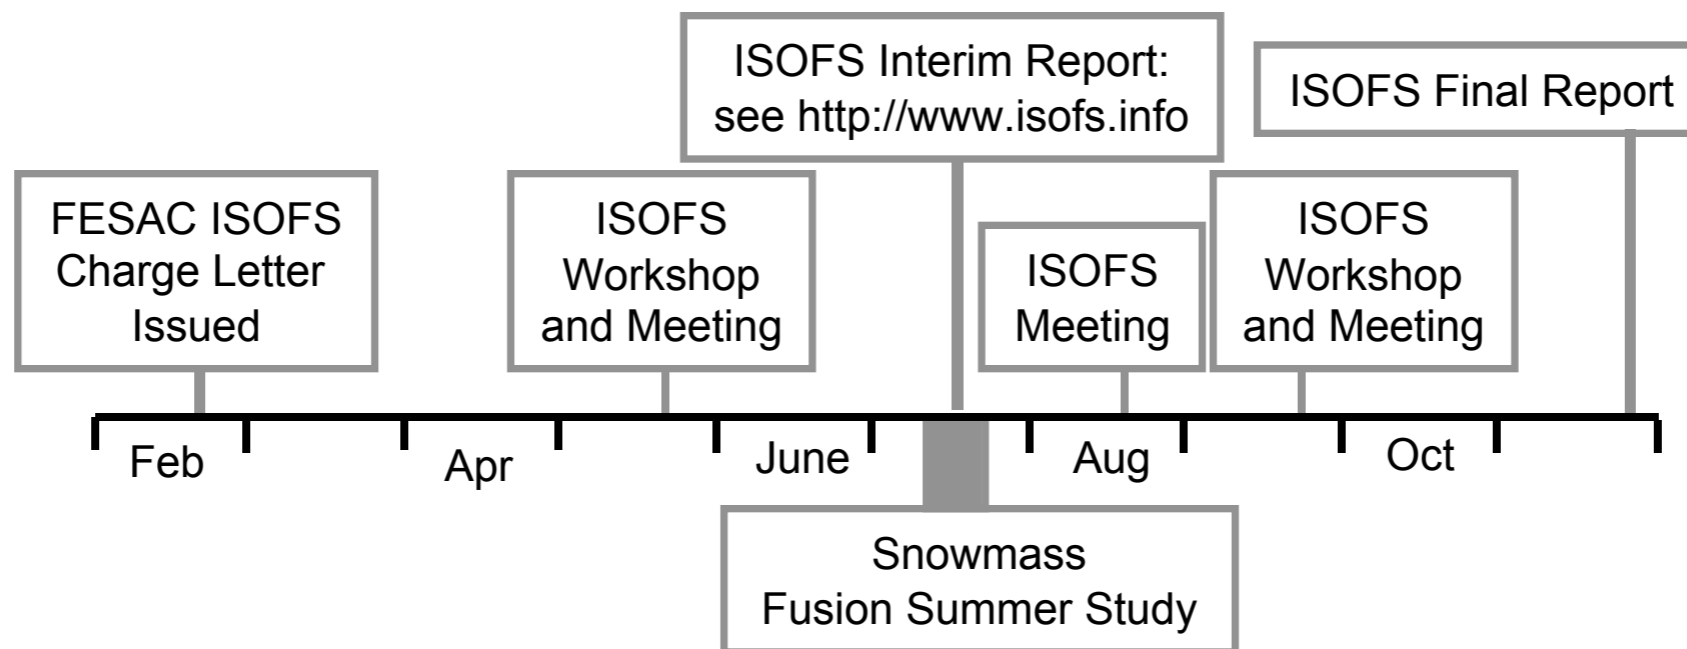 ISOFS Interim Report:
see http://www.isofs.info
ISOFS Final Report
FESAC ISOFS
Charge Letter
Issued
ISOFS
Workshop
and Meeting
ISOFS
Meeting
ISOFS
Workshop
and Meeting
Feb
Apr
June
Aug
Oct
Snowmass
Fusion Summer Study